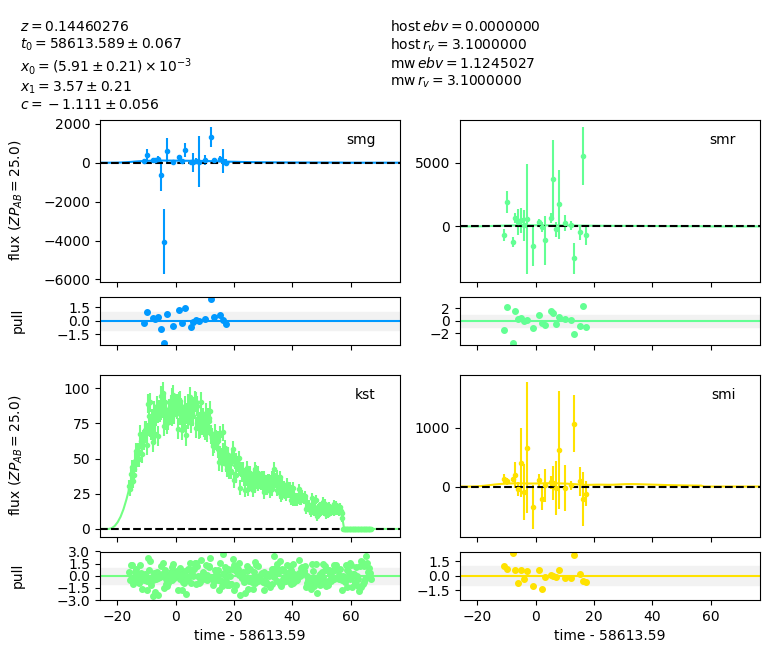 z = 0.14460276
t₀ = 58613.589 ± 0.067
x₀ = (5.91 ± 0.21) × 10⁻³
x₁ = 3.57 ± 0.21
c = −1.111 ± 0.056
host ebv = 0.0000000
host r_v = 3.1000000
mw ebv = 1.1245027
mw r_v = 3.1000000
flux (ZP_AB = 25.0)
2000
0
−2000
−4000
−6000
smg
5000
0
smr
pull
1.5
0.0
−1.5
2
0
−2
flux (ZP_AB = 25.0)
100
75
50
25
0
kst
1000
0
smi
pull
3.0
1.5
0.0
−1.5
−3.0
1.5
0.0
−1.5
−20 0 20 40 60
−20 0 20 40 60
time - 58613.59
time - 58613.59